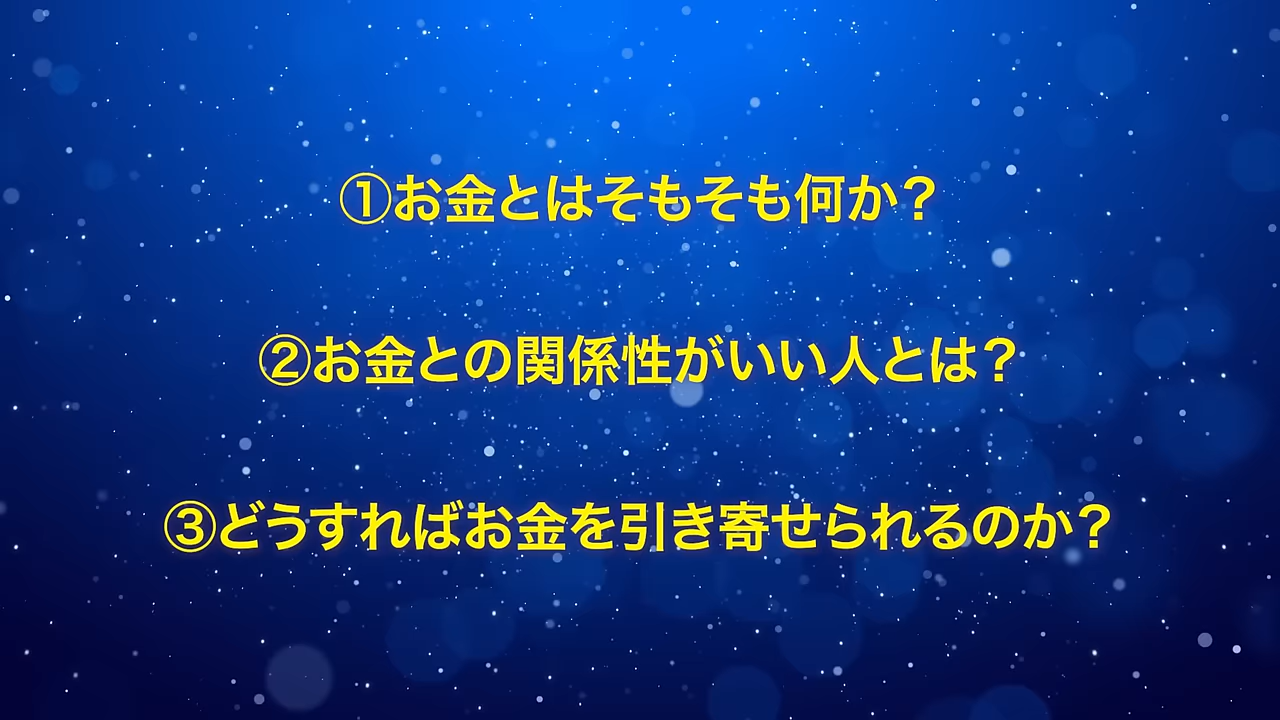 ①お金とはそもそも何か？
②お金との関係性がいい人とは？
③どうすればお金を引き寄せられるのか？